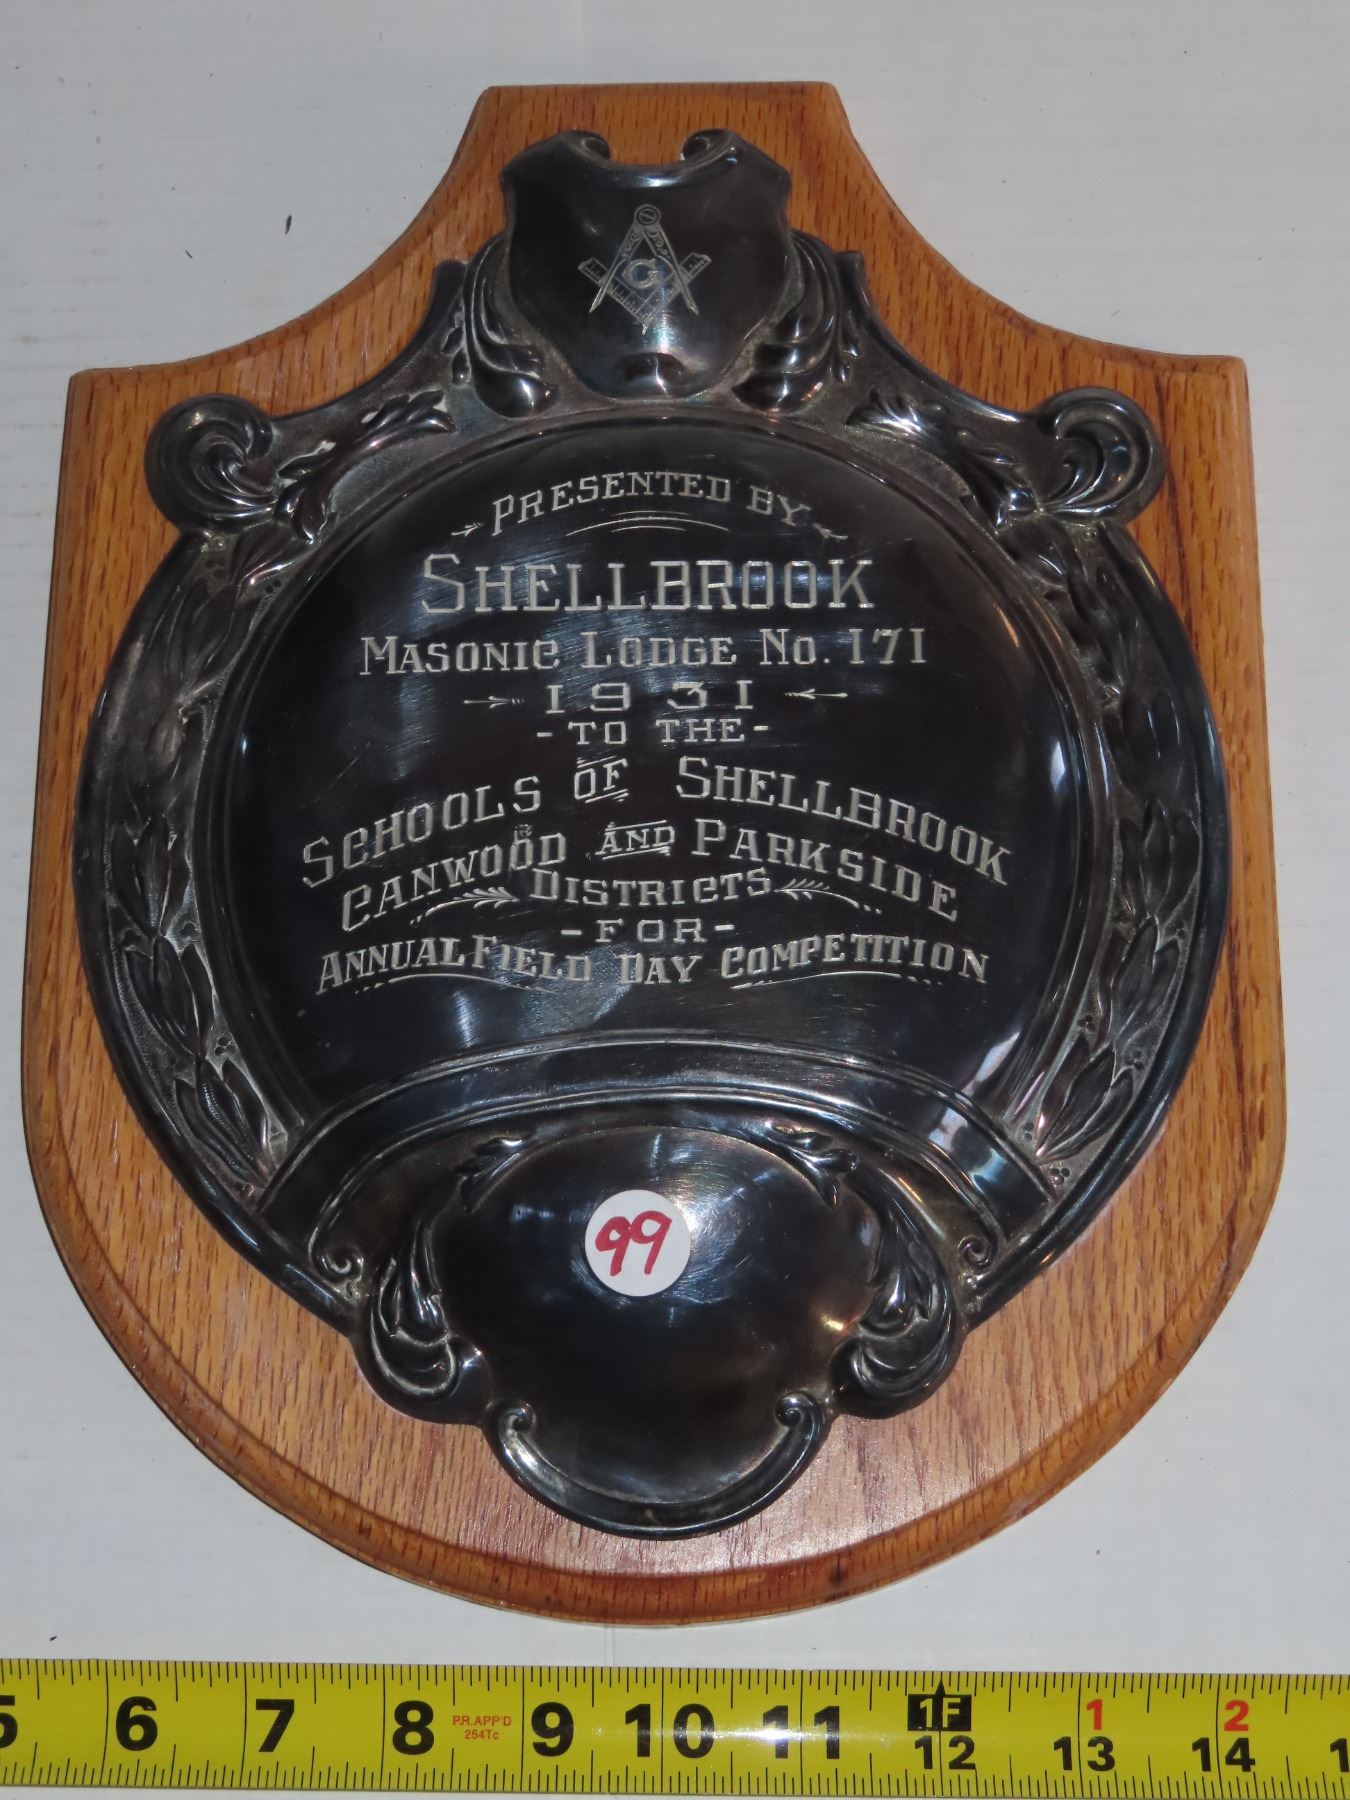 G
PRESENTED BY
SHELLBROOK
MASONIC LODGE NO. 171
1931
- TO THE -
SCHOOLS OF SHELLBROOK
CANWOOD AND PARKSIDE
DISTRICTS
- FOR -
ANNUAL FIELD DAY COMPETITION
99
5 6 7 8 P.R. APP'D 9 10 11 1F 1 2
254Tc 12 13 14 1